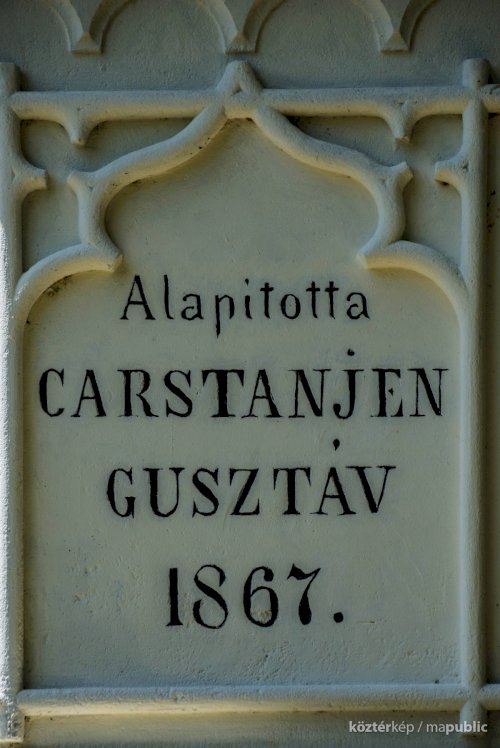 Alapitotta
CARSTANJEN
GUSZTÁV
1867.
köztérkép / mapublic